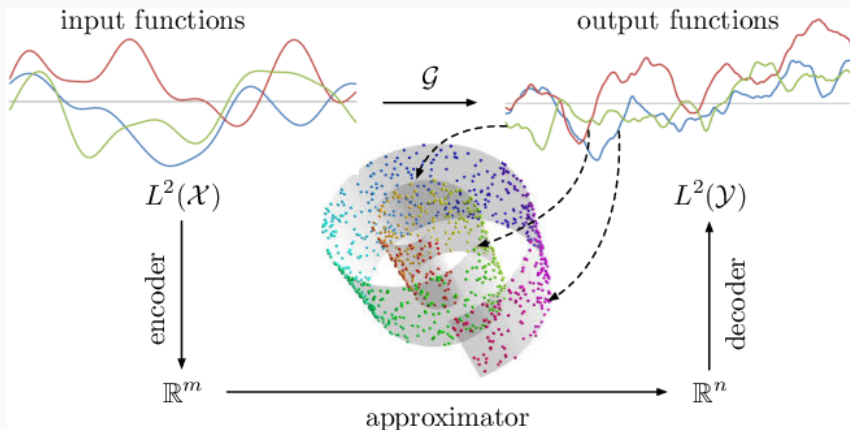 input functions
output functions
𝒢
L²(𝒳)
L²(𝒴)
encoder
decoder
ℝᵐ
ℝⁿ
approximator